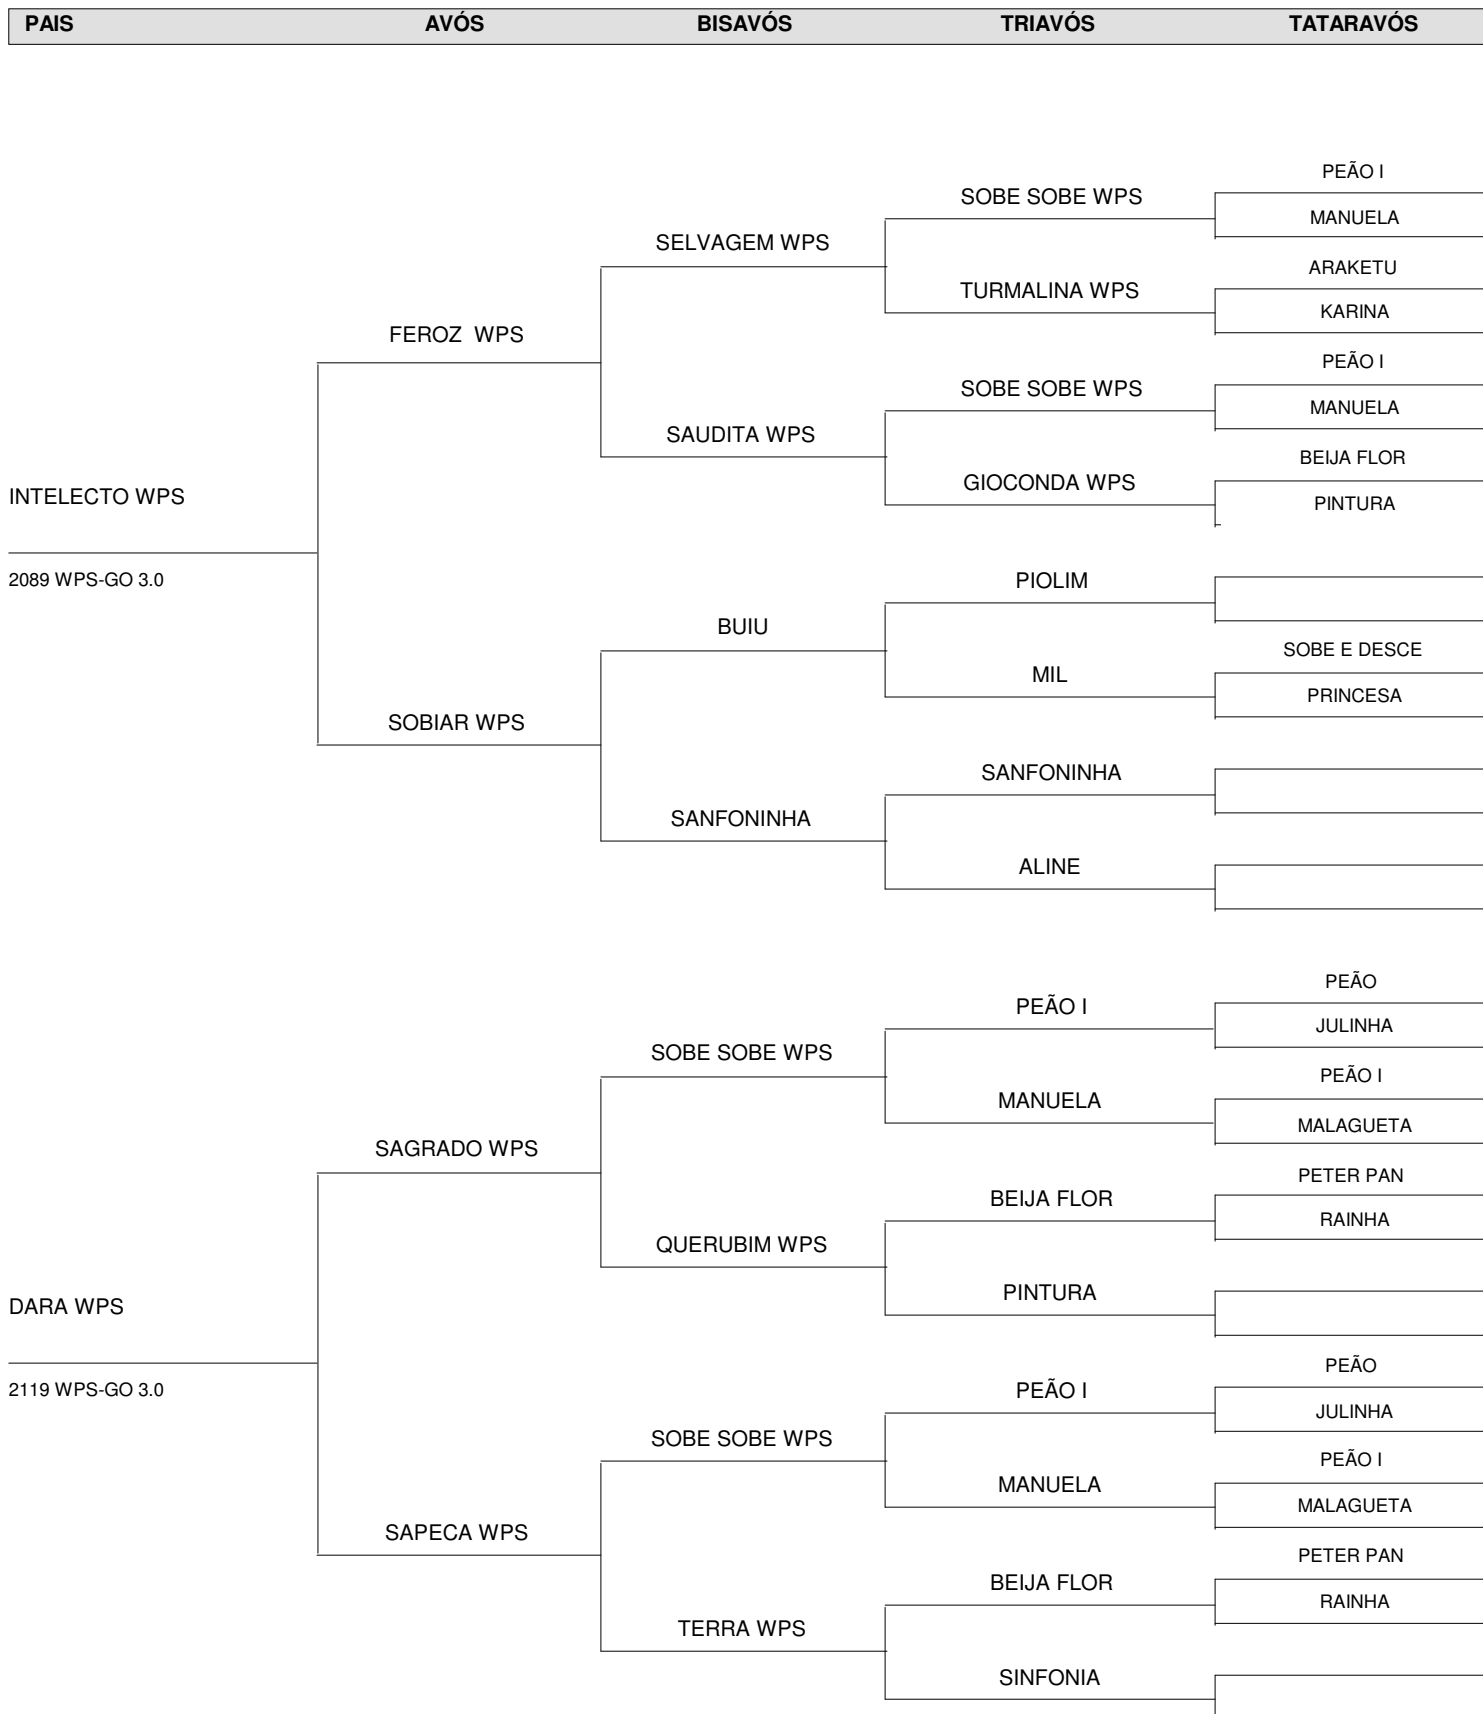 PAIS AVÓS BISAVÓS TRIAVÓS TATARAVÓS
PEÃO I
SOBE SOBE WPS
MANUELA
SELVAGEM WPS
ARAKETU
TURMALINA WPS
KARINA
FEROZ WPS
PEÃO I
SOBE SOBE WPS
MANUELA
SAUDITA WPS
BEIJA FLOR
GIOCONDA WPS
INTELECTO WPS
PINTURA
2089 WPS-GO 3.0
PIOLIM
BUIU
SOBE E DESCE
MIL
PRINCESA
SOBIAR WPS
SANFONINHA
SANFONINHA
ALINE
PEÃO
PEÃO I
JULINHA
SOBE SOBE WPS
PEÃO I
MANUELA
MALAGUETA
SAGRADO WPS
PETER PAN
BEIJA FLOR
RAINHA
QUERUBIM WPS
PINTURA
DARA WPS
PEÃO
2119 WPS-GO 3.0
PEÃO I
JULINHA
SOBE SOBE WPS
PEÃO I
MANUELA
MALAGUETA
SAPECA WPS
PETER PAN
BEIJA FLOR
RAINHA
TERRA WPS
SINFONIA